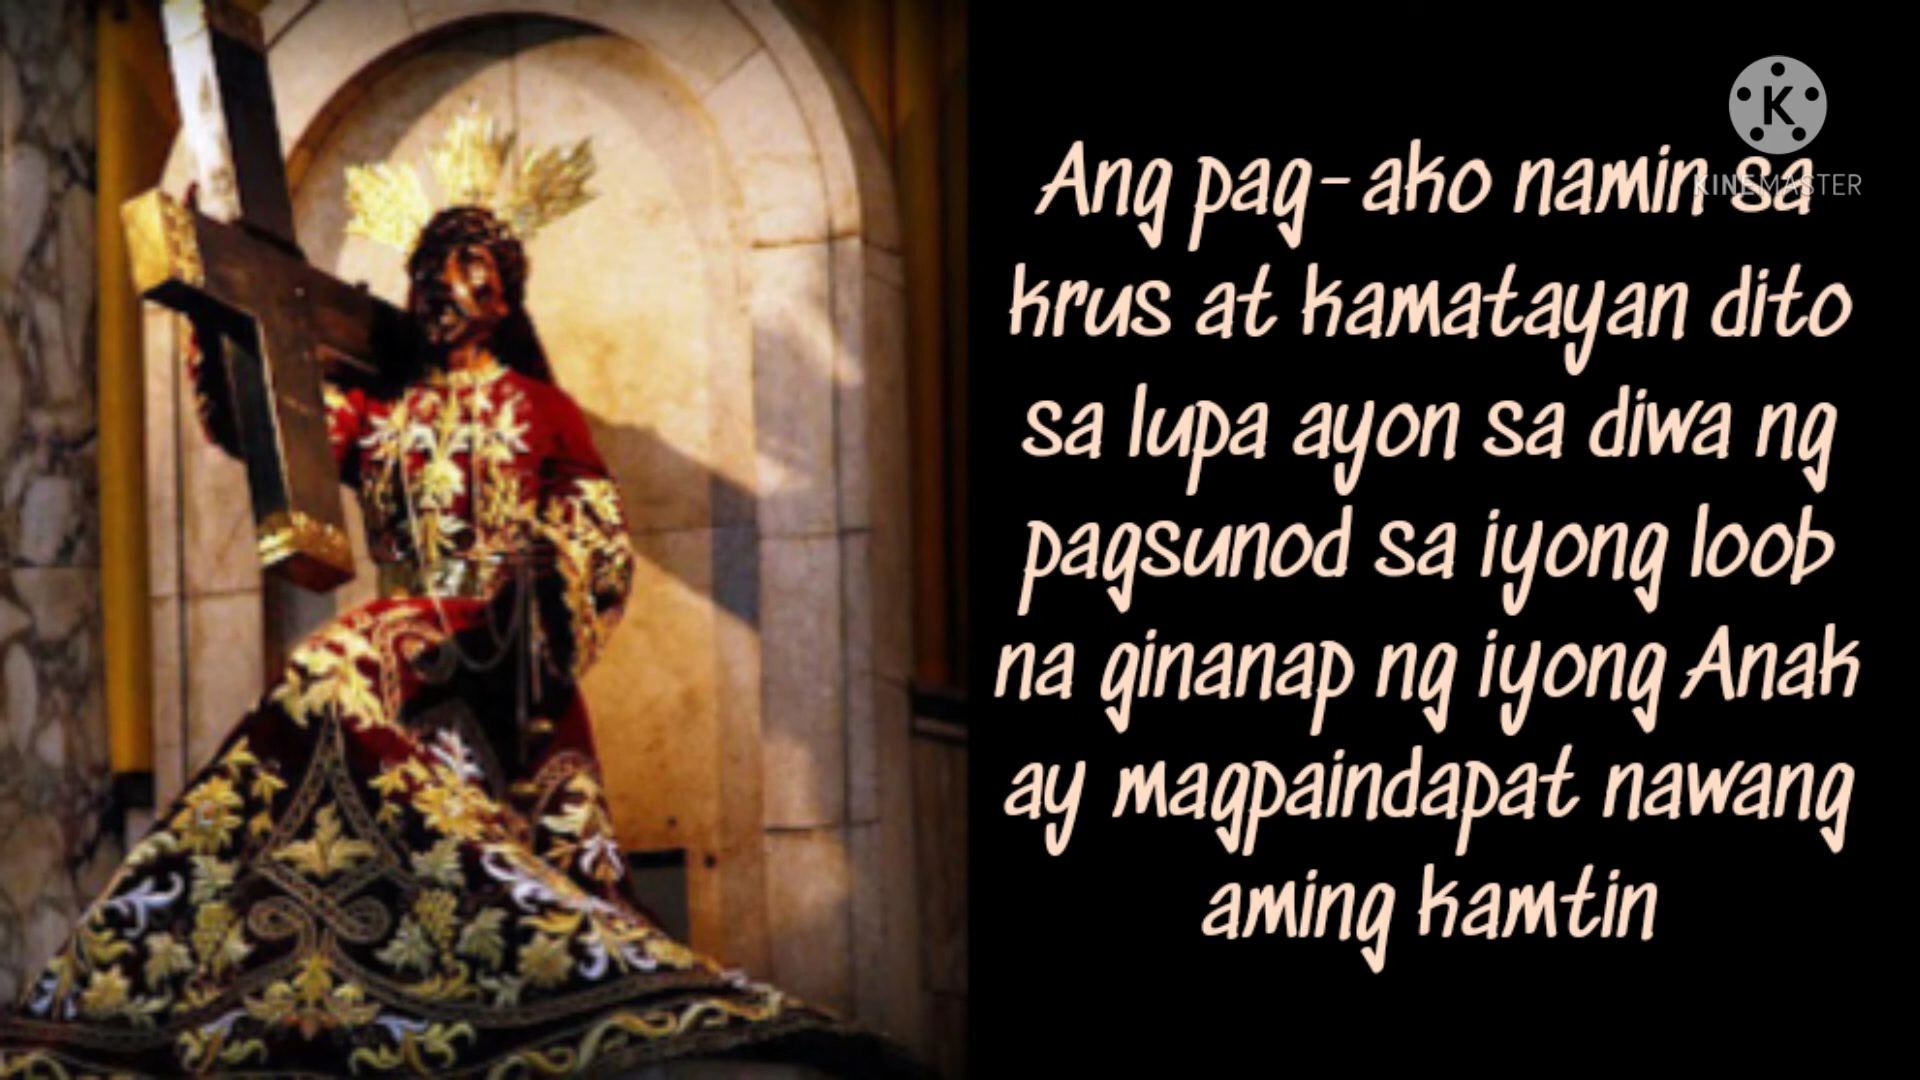 Ang pag-ako namin sa
krus at kamatayan dito
sa lupa ayon sa diwa ng
pagsunod sa iyong loob
na ginanap ng iyong Anak
ay magpaindapat nawang
aming kamtin
K
KINEMASTER